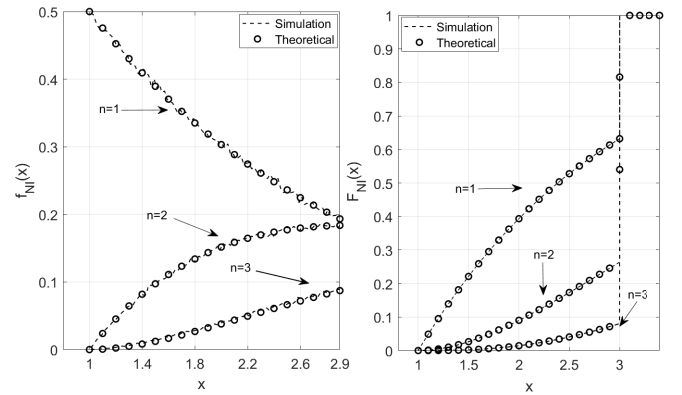 0.5
0.4
0.3
0.2
0.1
0
f_NI(x)
Simulation
Theoretical
n=1
n=2
n=3
1
1.4
1.8
2.2
2.6
2.9
x
1
0.9
0.8
0.7
0.6
0.5
0.4
0.3
0.2
0.1
0
F_NI(x)
Simulation
Theoretical
n=1
n=2
n=3
1
1.5
2
2.5
3
x